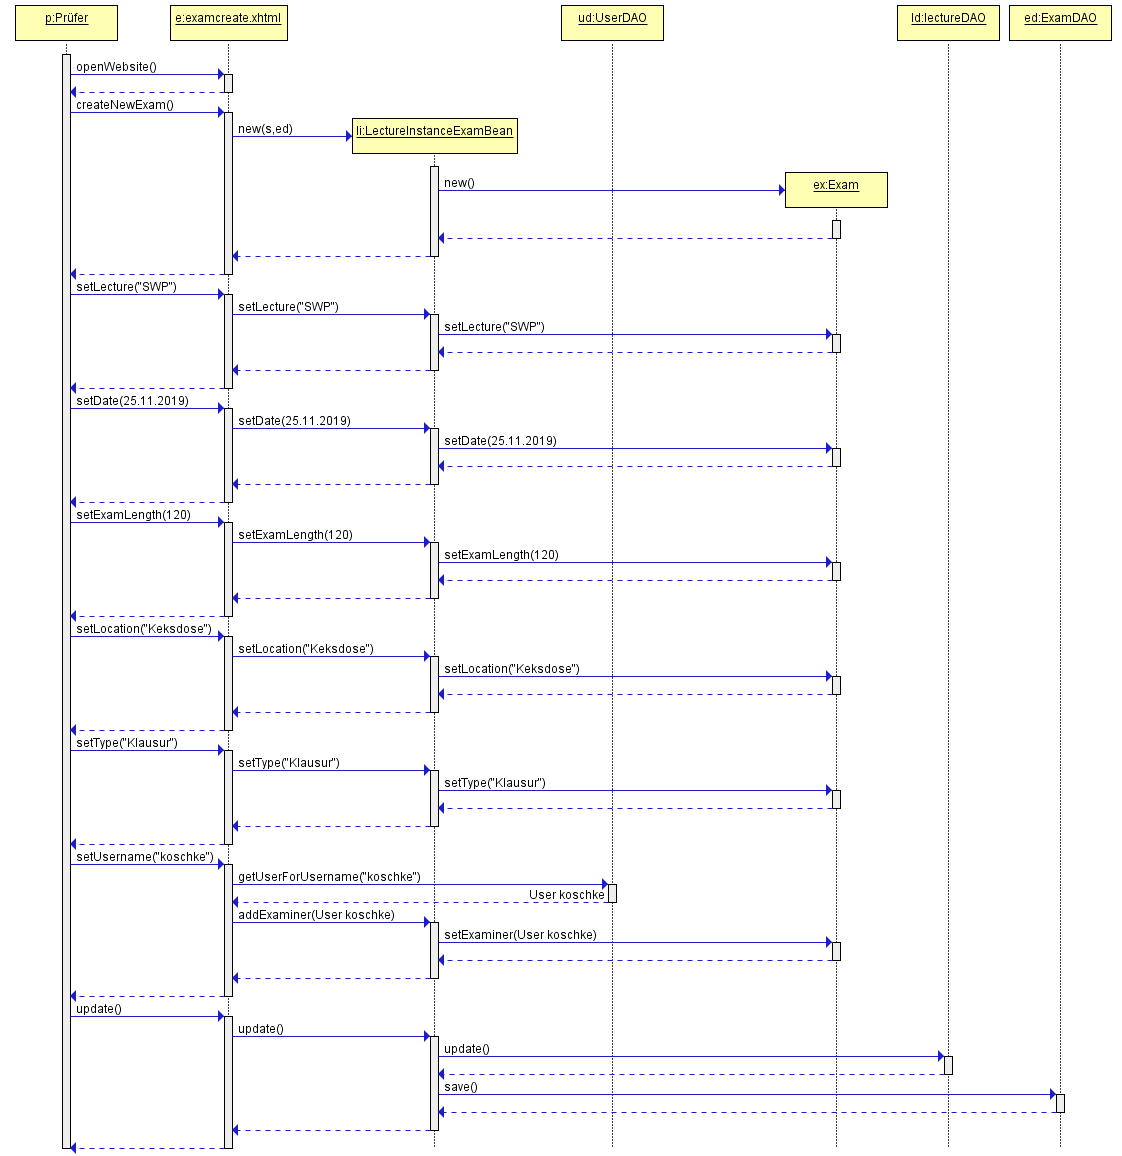 p:Prüfer
e:examcreate.xhtml
ud:UserDAO
ld:lectureDAO
ed:ExamDAO
openWebsite()
createNewExam()
new(s,ed)
li:LectureInstanceExamBean
new()
ex:Exam
setLecture("SWP")
setLecture("SWP")
setLecture("SWP")
setDate(25.11.2019)
setDate(25.11.2019)
setDate(25.11.2019)
setExamLength(120)
setExamLength(120)
setExamLength(120)
setLocation("Keksdose")
setLocation("Keksdose")
setLocation("Keksdose")
setType("Klausur")
setType("Klausur")
setType("Klausur")
setUsername("koschke")
getUserForUsername("koschke")
User koschke
addExaminer(User koschke)
setExaminer(User koschke)
update()
update()
update()
save()